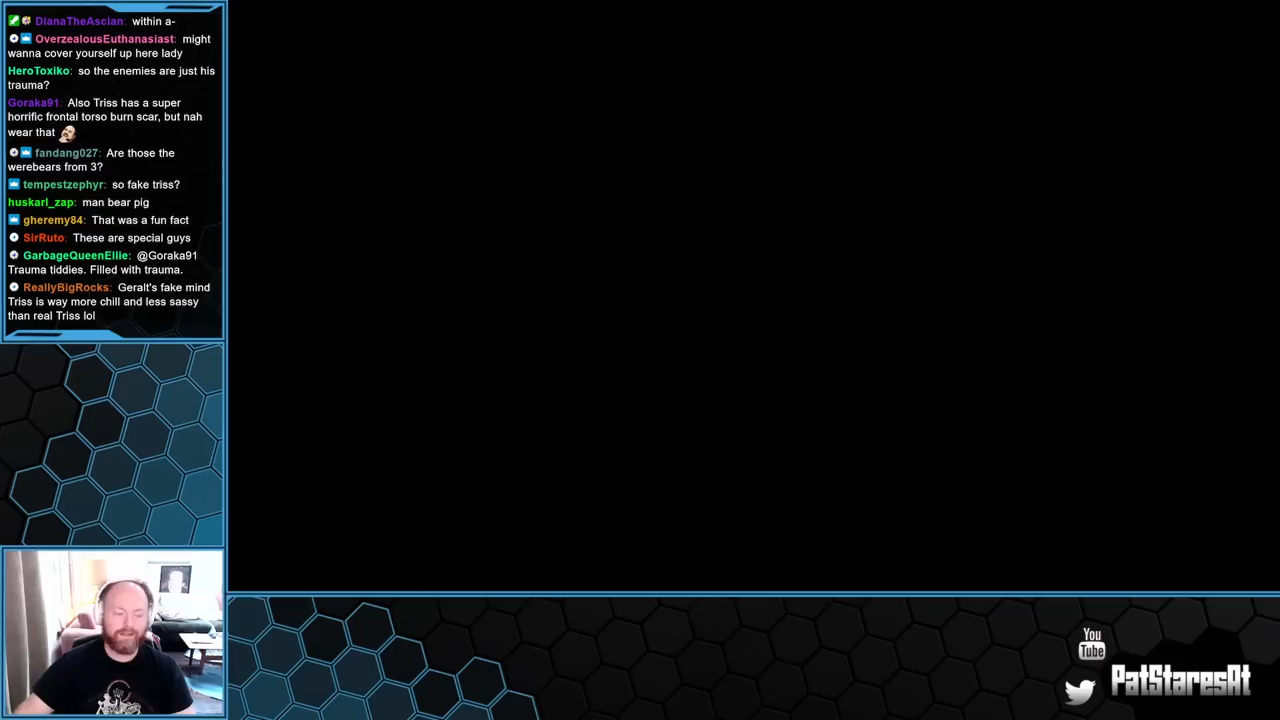 DianaTheAscian: within a-
OverzealousEuthanasiast: might
wanna cover yourself up here lady
HeroToxiko: so the enemies are just his
trauma?
Goraka91: Also Triss has a super
horrific frontal torso burn scar, but nah
wear that
fandang027: Are those the
werebears from 3?
tempestzephyr: so fake triss?
huskarl_zap: man bear pig
gheremy84: That was a fun fact
SirRuto: These are special guys
GarbageQueenEllie: @Goraka91
Trauma tiddies. Filled with trauma.
ReallyBigRocks: Geralt's fake mind
Triss is way more chill and less sassy
than real Triss lol
You
Tube
PatStaresAt